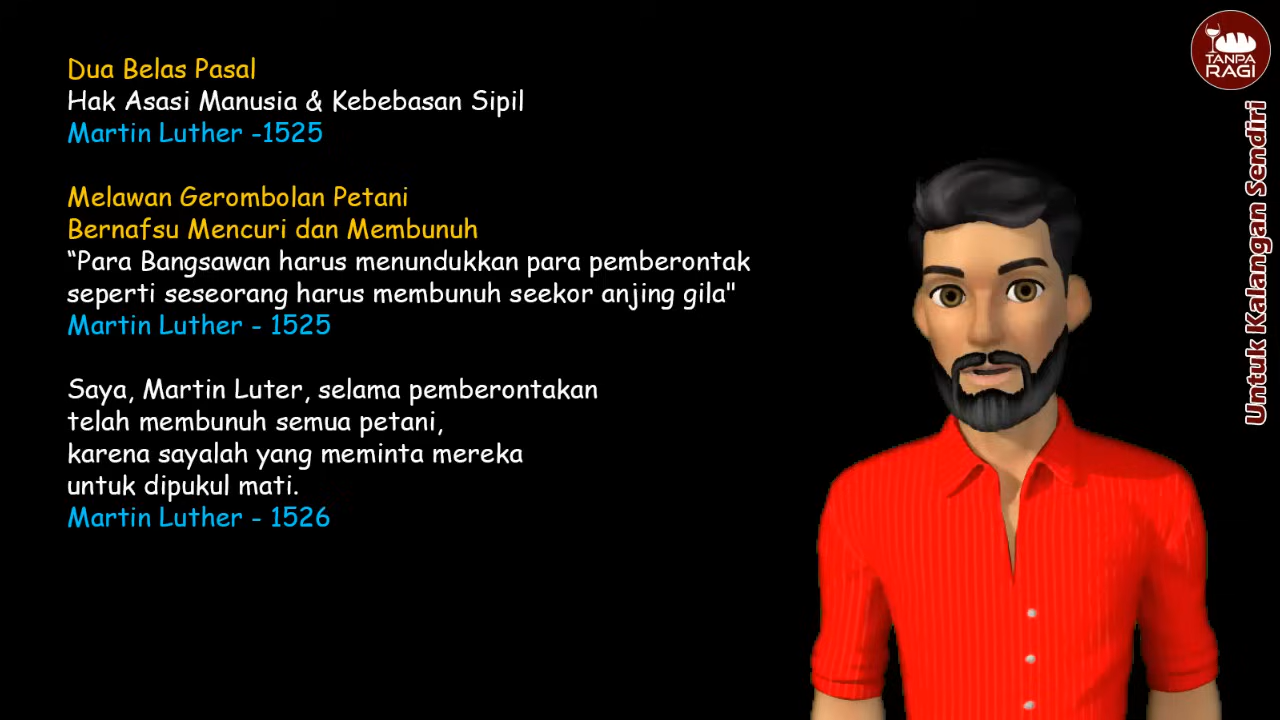 Dua Belas Pasal
Hak Asasi Manusia & Kebebasan Sipil
Martin Luther -1525
Melawan Gerombolan Petani
Bernafsu Mencuri dan Membunuh
“Para Bangsawan harus menundukkan para pemberontak
seperti seseorang harus membunuh seekor anjing gila"
Martin Luther - 1525
Saya, Martin Luter, selama pemberontakan
telah membunuh semua petani,
karena sayalah yang meminta mereka
untuk dipukul mati.
Martin Luther - 1526
TANPA
RAGI
Untuk Kalangan Sendiri